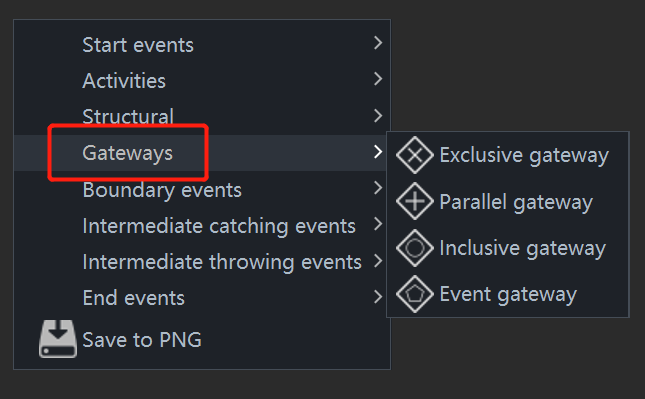 Start events
Activities
Structural
Gateways
Boundary events
Intermediate catching events
Intermediate throwing events
End events
Save to PNG
Exclusive gateway
Parallel gateway
Inclusive gateway
Event gateway